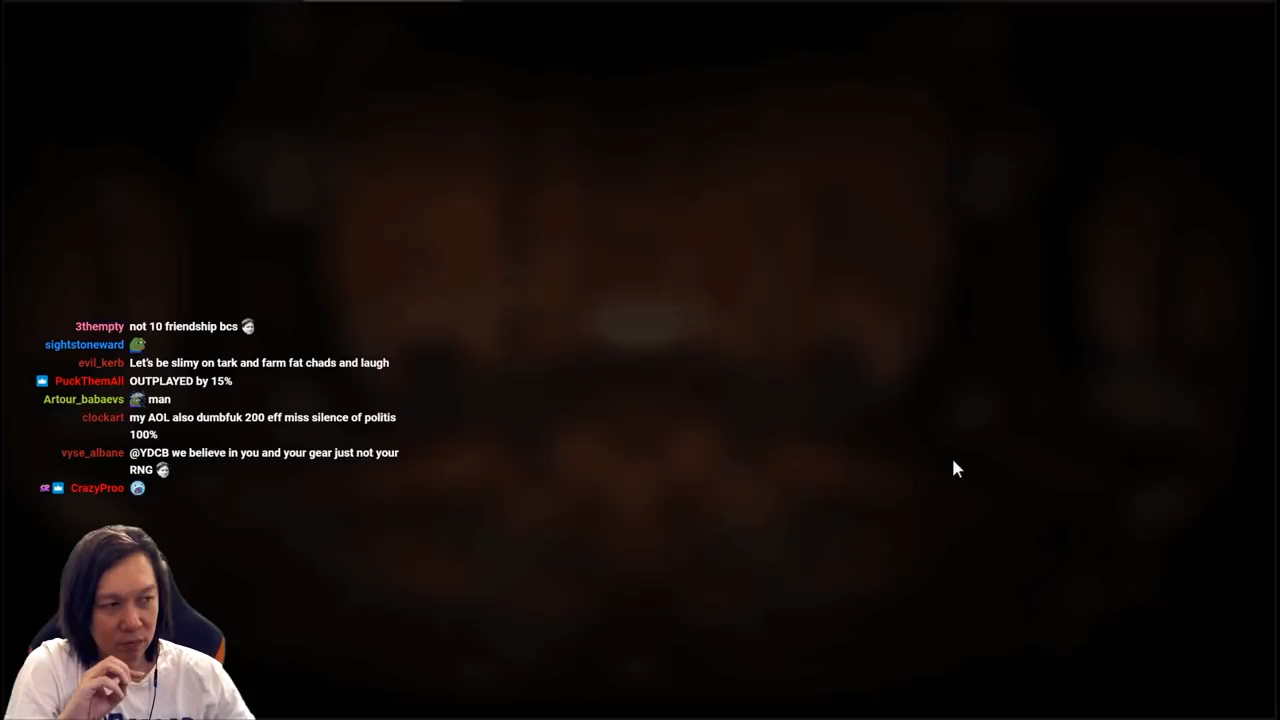 3thempty not 10 friendship bcs
sightstoneward
evil_kerb Let's be slimy on tark and farm fat chads and laugh
PuckThemAll OUTPLAYED by 15%
Artour_babaevs man
clockart my AOL also dumbfuk 200 eff miss silence of politis
100%
vyse_albane @YDCB we believe in you and your gear just not your
RNG
CrazyProo